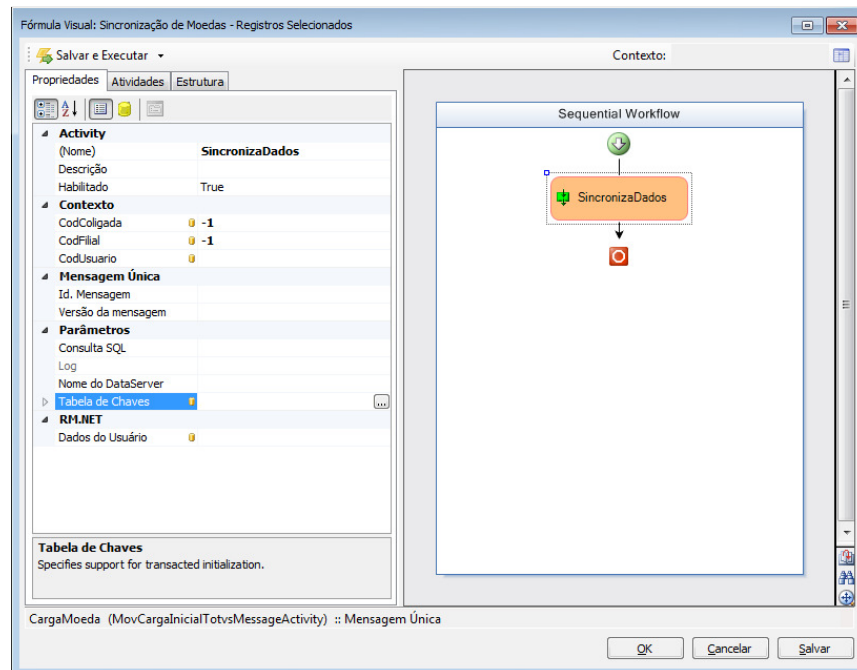 Fórmula Visual: Sincronização de Moedas - Registros Selecionados
Salvar e Executar
Contexto:
Propriedades
Atividades
Estrutura
Activity
(Nome) SincronizaDados
Descrição
Habilitado True
Contexto
CodColigada -1
CodFilial -1
CodUsuario
Mensagem Única
Id. Mensagem
Versão da mensagem
Parâmetros
Consulta SQL
Log
Nome do DataServer
Tabela de Chaves ...
RM.NET
Dados do Usuário
Tabela de Chaves
Specifies support for transacted initialization.
Sequential Workflow
SincronizaDados
CargaMoeda (MovCargaInicialTotvsMessageActivity) :: Mensagem Única
OK
Cancelar
Salvar